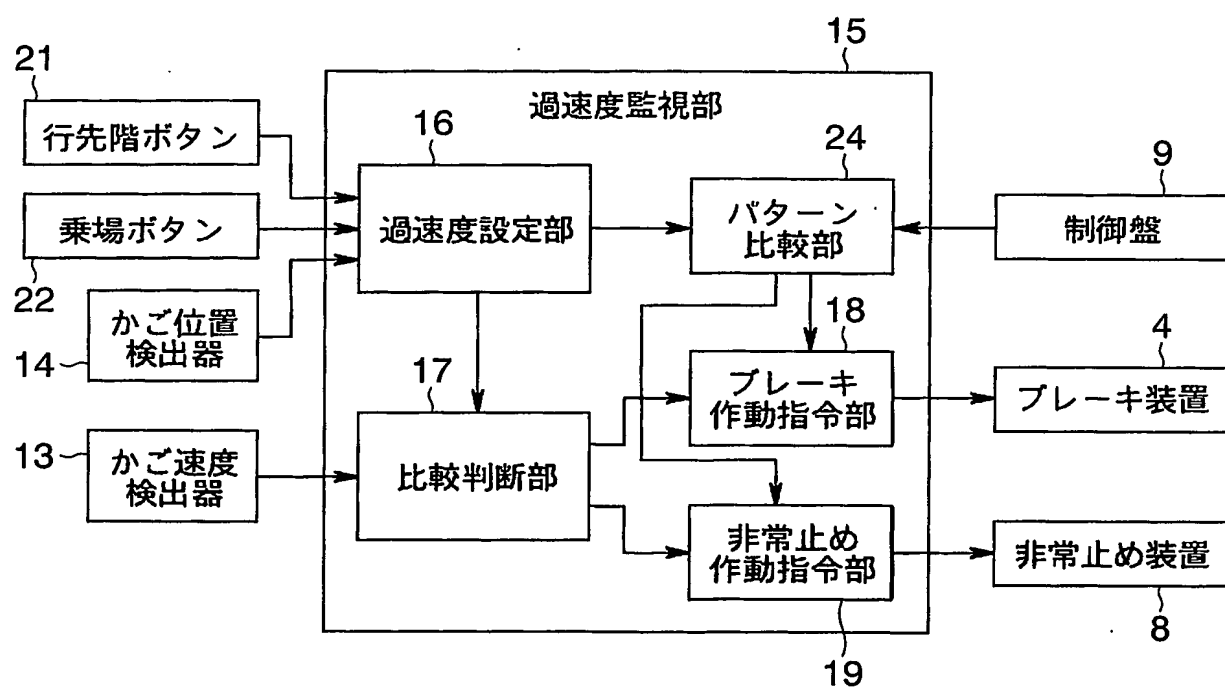 15
21
過速度監視部
行先階ボタン
16
24
9
乗場ボタン
過速度設定部
パターン
比較部
制御盤
22
かご位置
検出器
14
18
4
17
ブレーキ
作動指令部
ブレーキ装置
13
かご速度
検出器
比較判断部
非常止め
作動指令部
非常止め装置
8
19